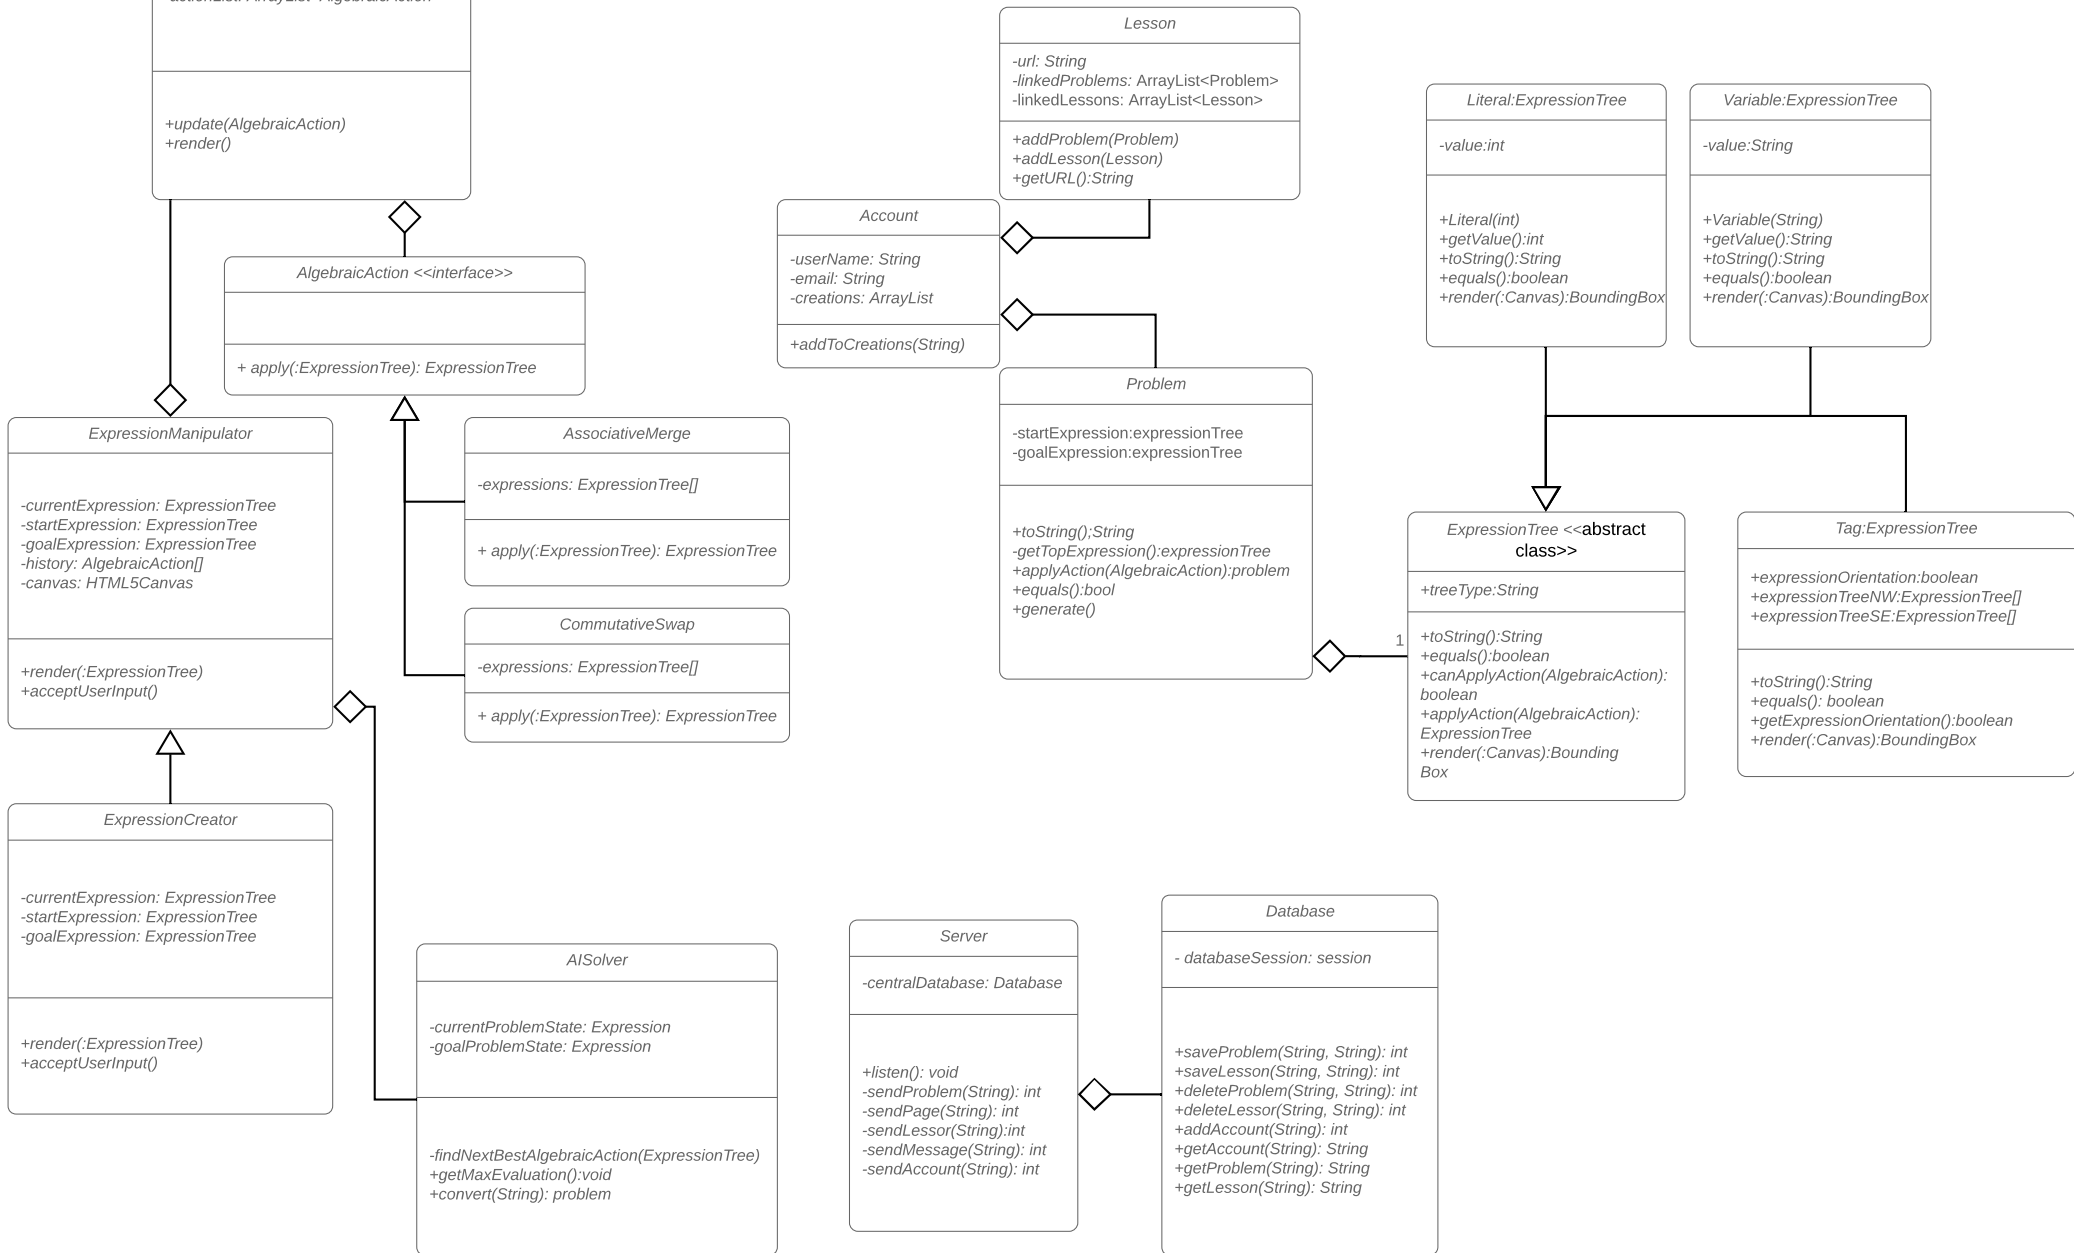 -actionList: ArrayList<AlgebraicAction
+update(AlgebraicAction)
+render()
Lesson
-url: String
-linkedProblems: ArrayList<Problem>
-linkedLessons: ArrayList<Lesson>
+addProblem(Problem)
+addLesson(Lesson)
+getURL():String
Literal:ExpressionTree
-value:int
+Literal(int)
+getValue():int
+toString():String
+equals():boolean
+render(:Canvas):BoundingBox
Variable:ExpressionTree
-value:String
+Variable(String)
+getValue():String
+toString():String
+equals():boolean
+render(:Canvas):BoundingBox
Account
-userName: String
-email: String
-creations: ArrayList
+addToCreations(String)
AlgebraicAction <<interface>>
+ apply(:ExpressionTree): ExpressionTree
Problem
-startExpression:expressionTree
-goalExpression:expressionTree
+toString();String
-getTopExpression():expressionTree
+applyAction(AlgebraicAction):problem
+equals():bool
+generate()
1
ExpressionManipulator
-currentExpression: ExpressionTree
-startExpression: ExpressionTree
-goalExpression: ExpressionTree
-history: AlgebraicAction[]
-canvas: HTML5Canvas
+render(:ExpressionTree)
+acceptUserInput()
AssociativeMerge
-expressions: ExpressionTree[]
+ apply(:ExpressionTree): ExpressionTree
CommutativeSwap
-expressions: ExpressionTree[]
+ apply(:ExpressionTree): ExpressionTree
ExpressionTree <<abstract
class>>
+treeType:String
+toString():String
+equals():boolean
+canApplyAction(AlgebraicAction):
boolean
+applyAction(AlgebraicAction):
ExpressionTree
+render(:Canvas):Bounding
Box
Tag:ExpressionTree
+expressionOrientation:boolean
+expressionTreeNW:ExpressionTree[]
+expressionTreeSE:ExpressionTree[]
+toString():String
+equals(): boolean
+getExpressionOrientation():boolean
+render(:Canvas):BoundingBox
ExpressionCreator
-currentExpression: ExpressionTree
-startExpression: ExpressionTree
-goalExpression: ExpressionTree
+render(:ExpressionTree)
+acceptUserInput()
AISolver
-currentProblemState: Expression
-goalProblemState: Expression
-findNextBestAlgebraicAction(ExpressionTree)
+getMaxEvaluation():void
+convert(String): problem
Server
-centralDatabase: Database
+listen(): void
-sendProblem(String): int
-sendPage(String): int
-sendLessor(String):int
-sendMessage(String): int
-sendAccount(String): int
Database
- databaseSession: session
+saveProblem(String, String): int
+saveLesson(String, String): int
+deleteProblem(String, String): int
+deleteLessor(String, String): int
+addAccount(String): int
+getAccount(String): String
+getProblem(String): String
+getLesson(String): String